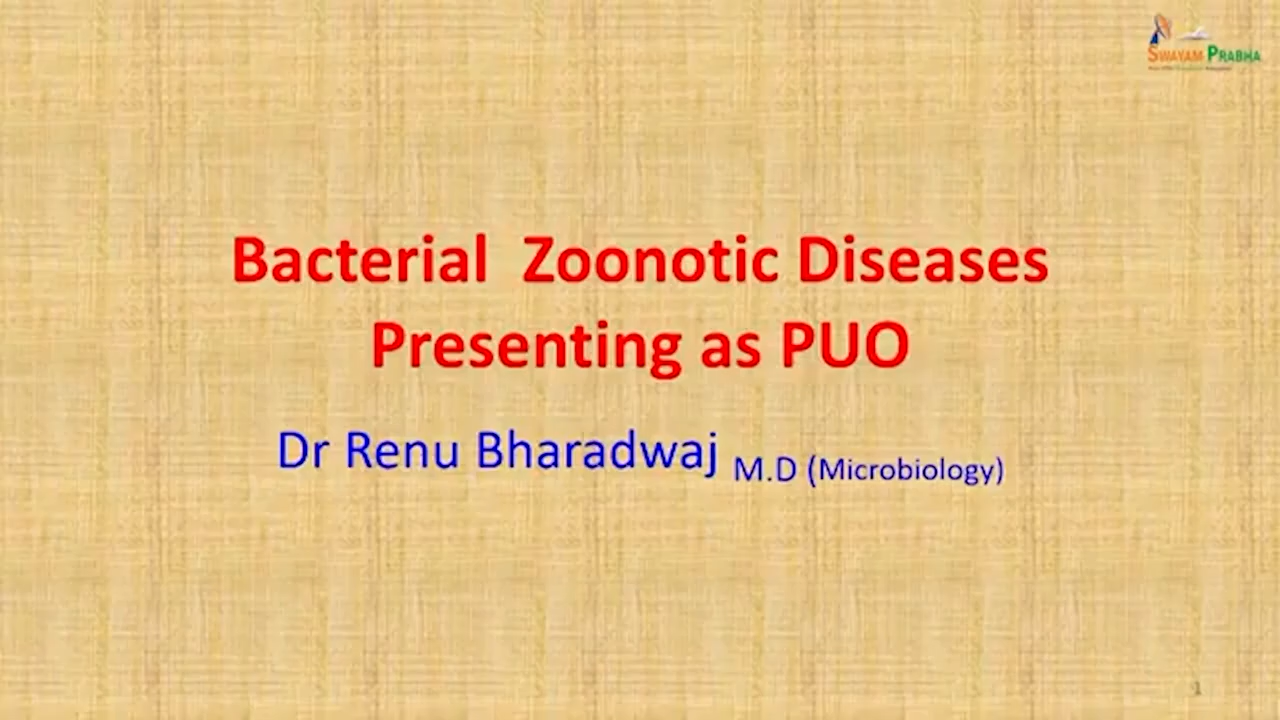 SWAYAM PRABHA
Bacterial Zoonotic Diseases
Presenting as PUO
Dr Renu Bharadwaj M.D (Microbiology)
1